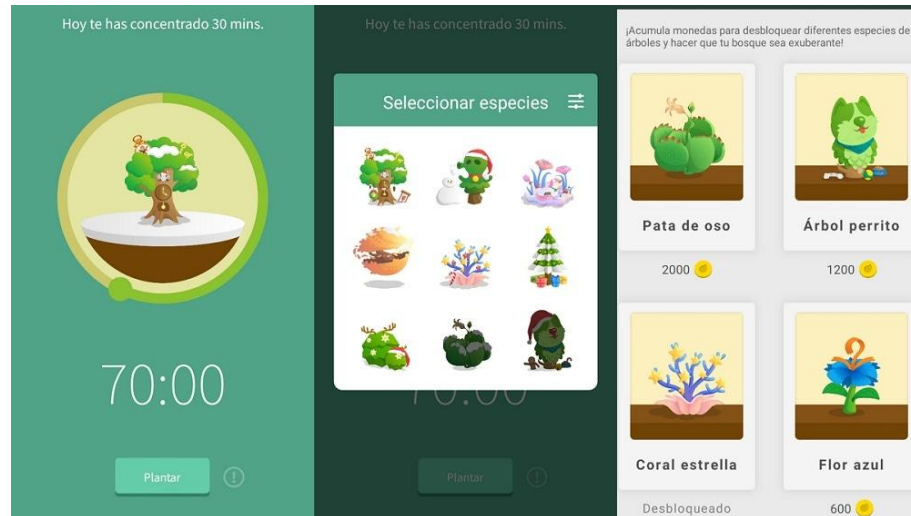 Hoy te has concentrado 30 mins.
70:00
Plantar
Hoy te has concentrado 30 mins.
Seleccionar especies
70:00
Plantar
¡Acumula monedas para desbloquear diferentes especies de
árboles y hacer que tu bosque sea exuberante!
Pata de oso
Árbol perrito
2000
1200
Coral estrella
Flor azul
Desbloqueado
600